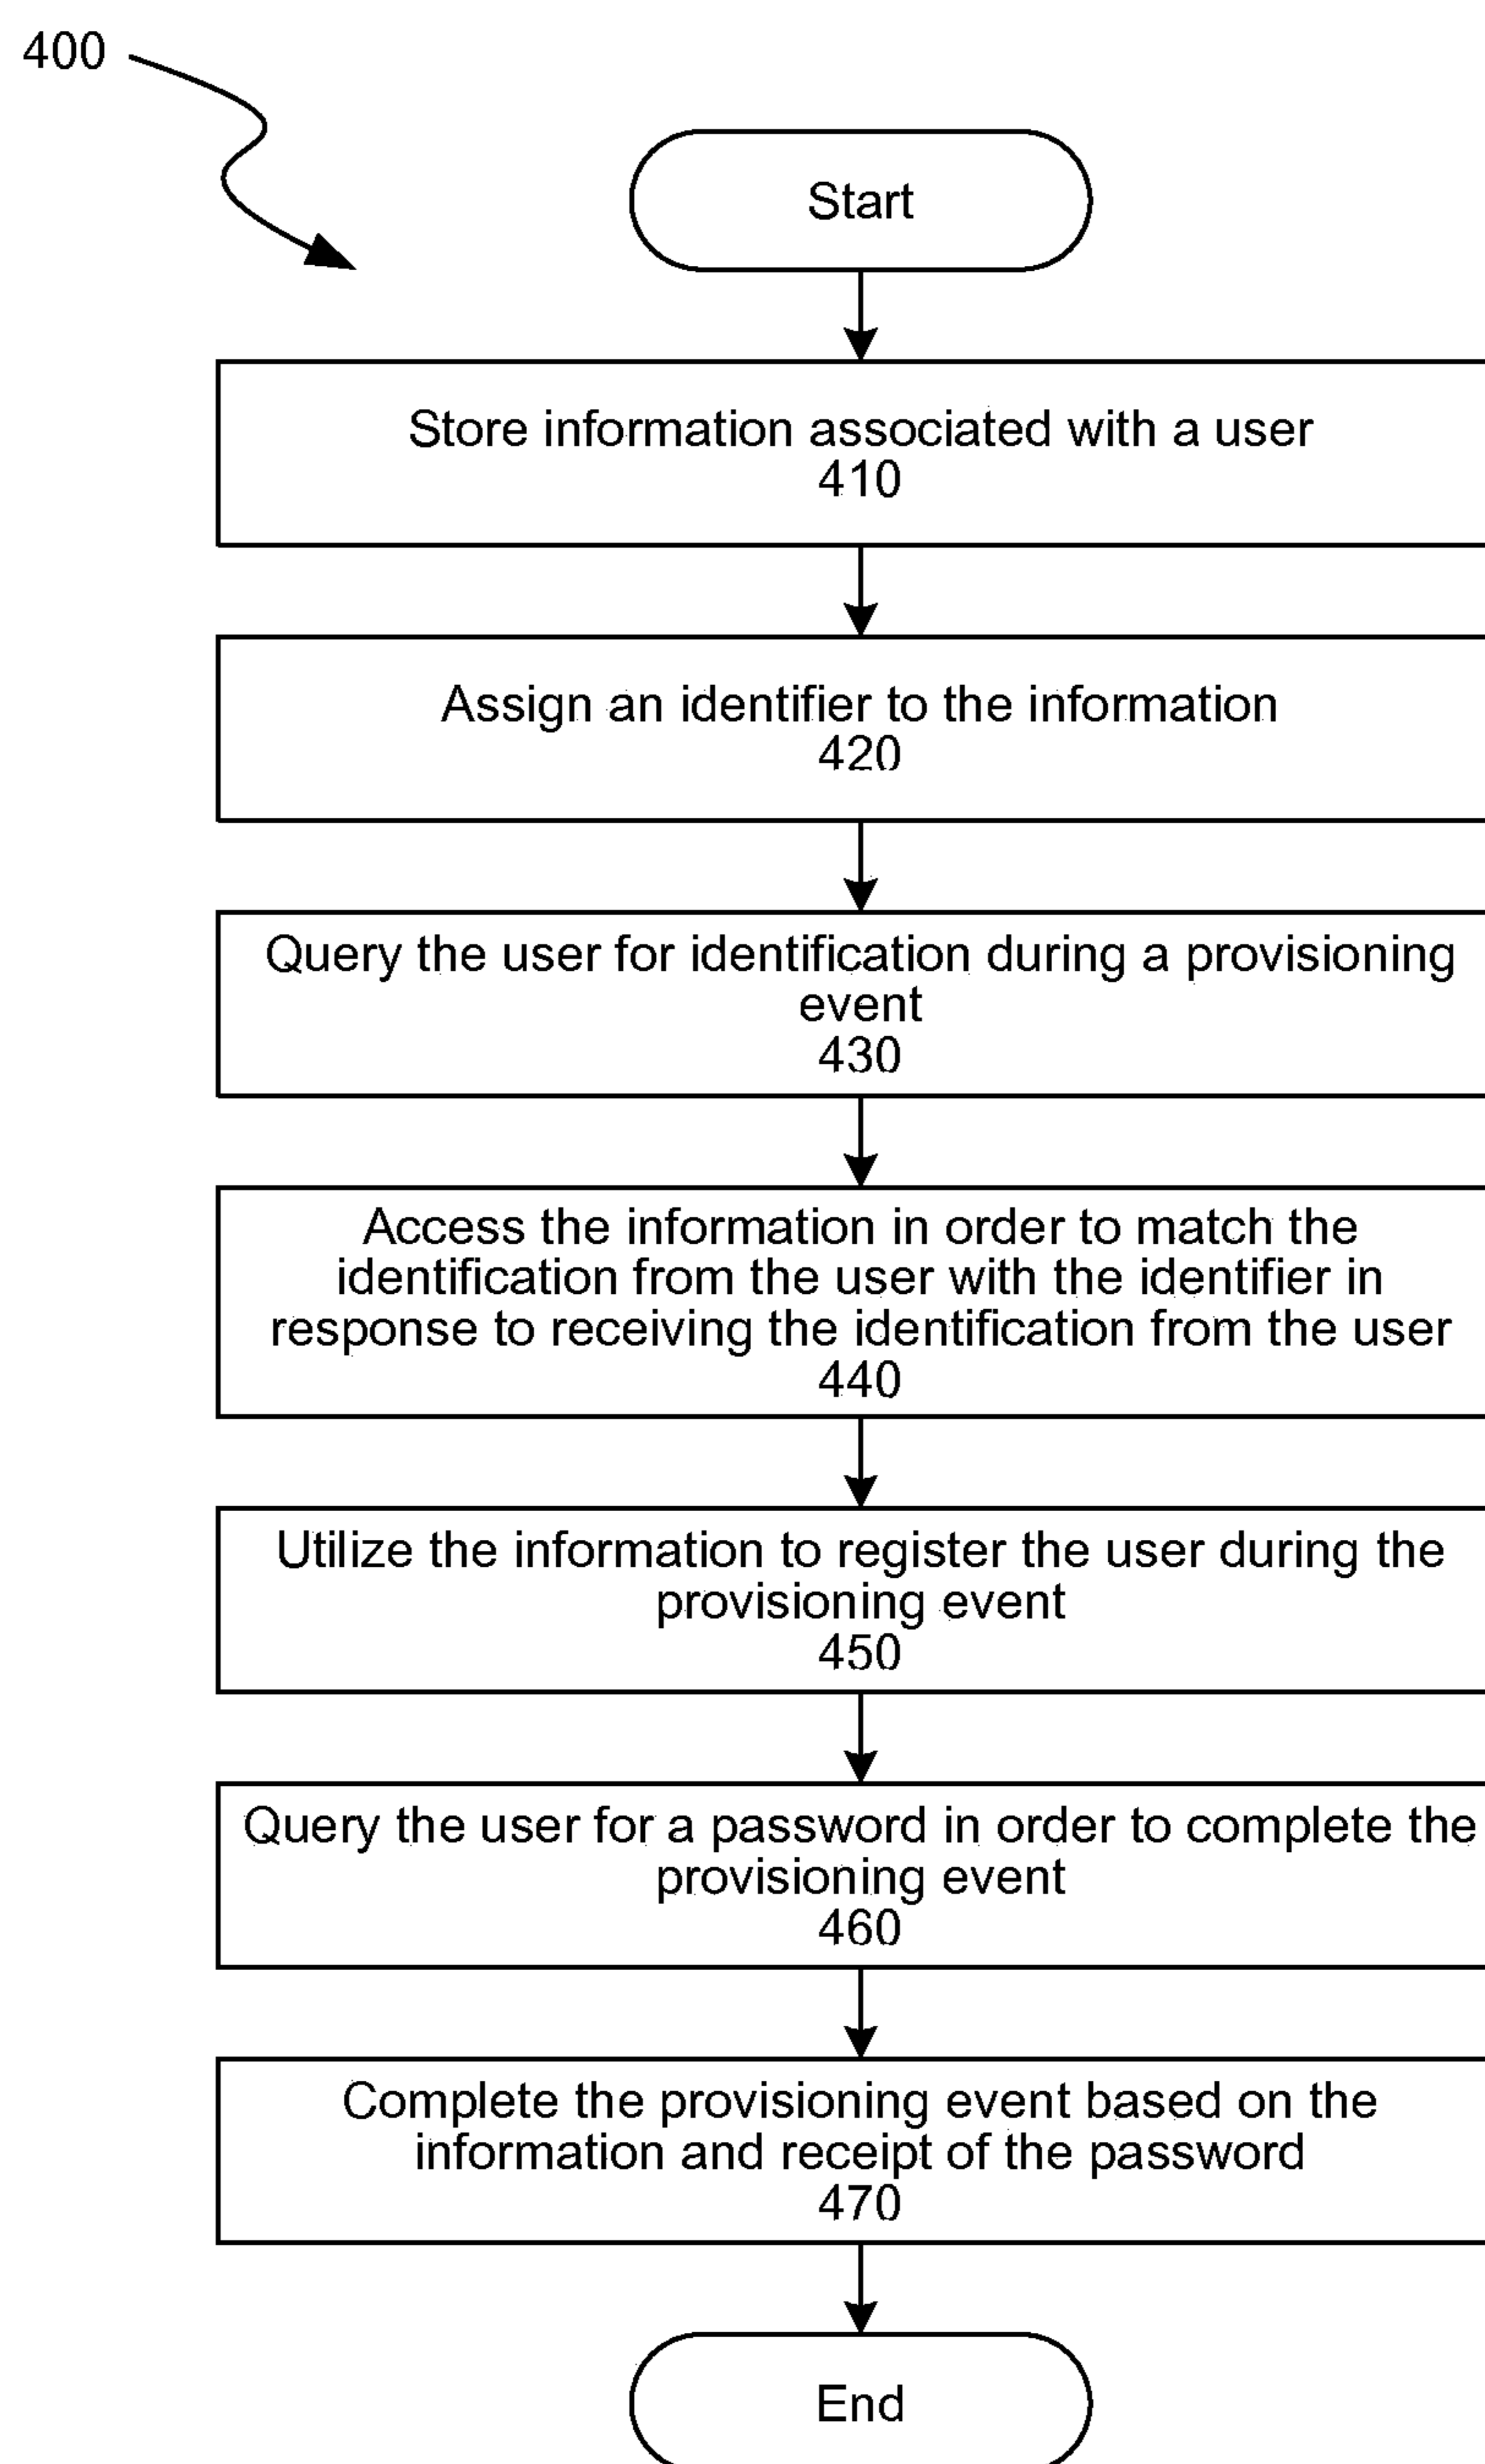 400
Start
Store information associated with a user
410
Assign an identifier to the information
420
Query the user for identification during a provisioning
event
430
Access the information in order to match the
identification from the user with the identifier in
response to receiving the identification from the user
440
Utilize the information to register the user during the
provisioning event
450
Query the user for a password in order to complete the
provisioning event
460
Complete the provisioning event based on the
information and receipt of the password
470
End